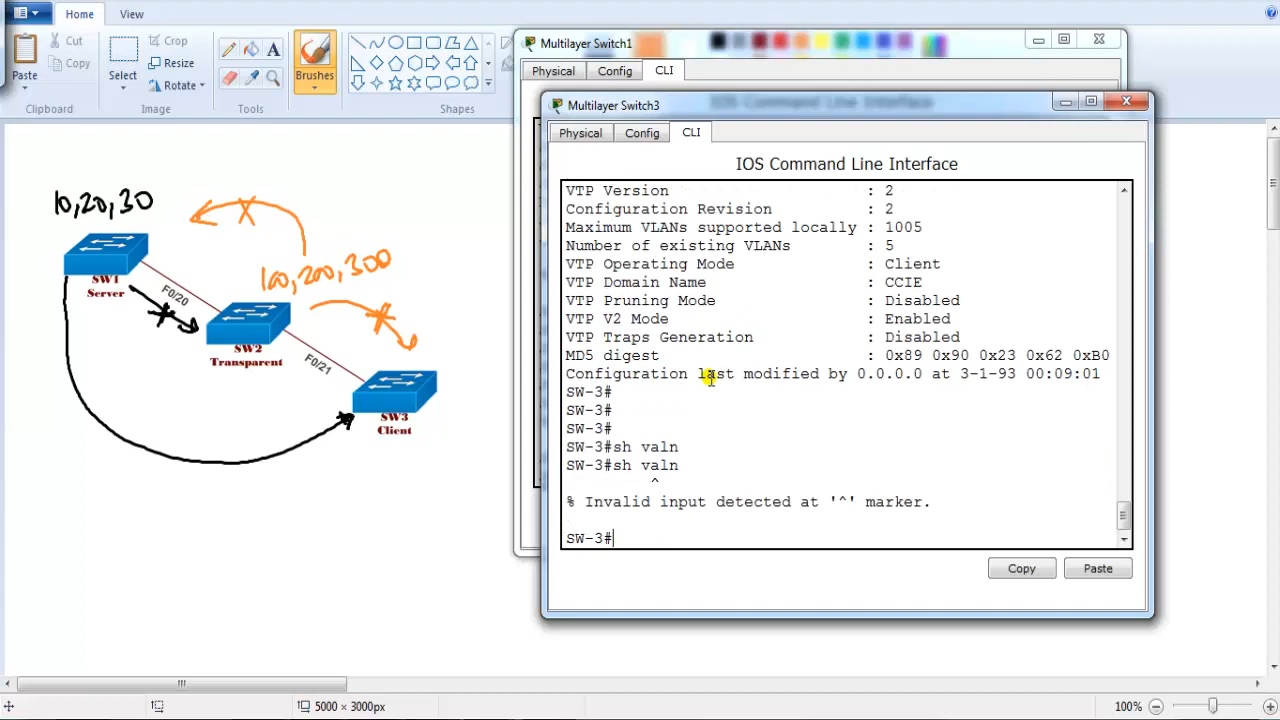 Home
View
Cut
Copy
Paste
Clipboard
Crop
Resize
Rotate
Select
Image
A
Tools
Brushes
Shapes
Multilayer Switch1
Physical
Config
CLI
IOS Command Line Interface
Multilayer Switch3
Physical
Config
CLI
IOS Command Line Interface
VTP Version : 2
Configuration Revision : 2
Maximum VLANs supported locally : 1005
Number of existing VLANs : 5
VTP Operating Mode : Client
VTP Domain Name : CCIE
VTP Pruning Mode : Disabled
VTP V2 Mode : Enabled
VTP Traps Generation : Disabled
MD5 digest : 0x89 0x90 0x23 0x62 0xB0
Configuration last modified by 0.0.0.0 at 3-1-93 00:09:01
SW-3#
SW-3#
SW-3#
SW-3#sh valn
SW-3#sh valn
^
% Invalid input detected at '^' marker.
SW-3#
Copy
Paste
10,20,30
SW1
Server
F0/20
100,200,300
SW2
Transparent
F0/21
SW3
Client
5000 × 3000px
100%